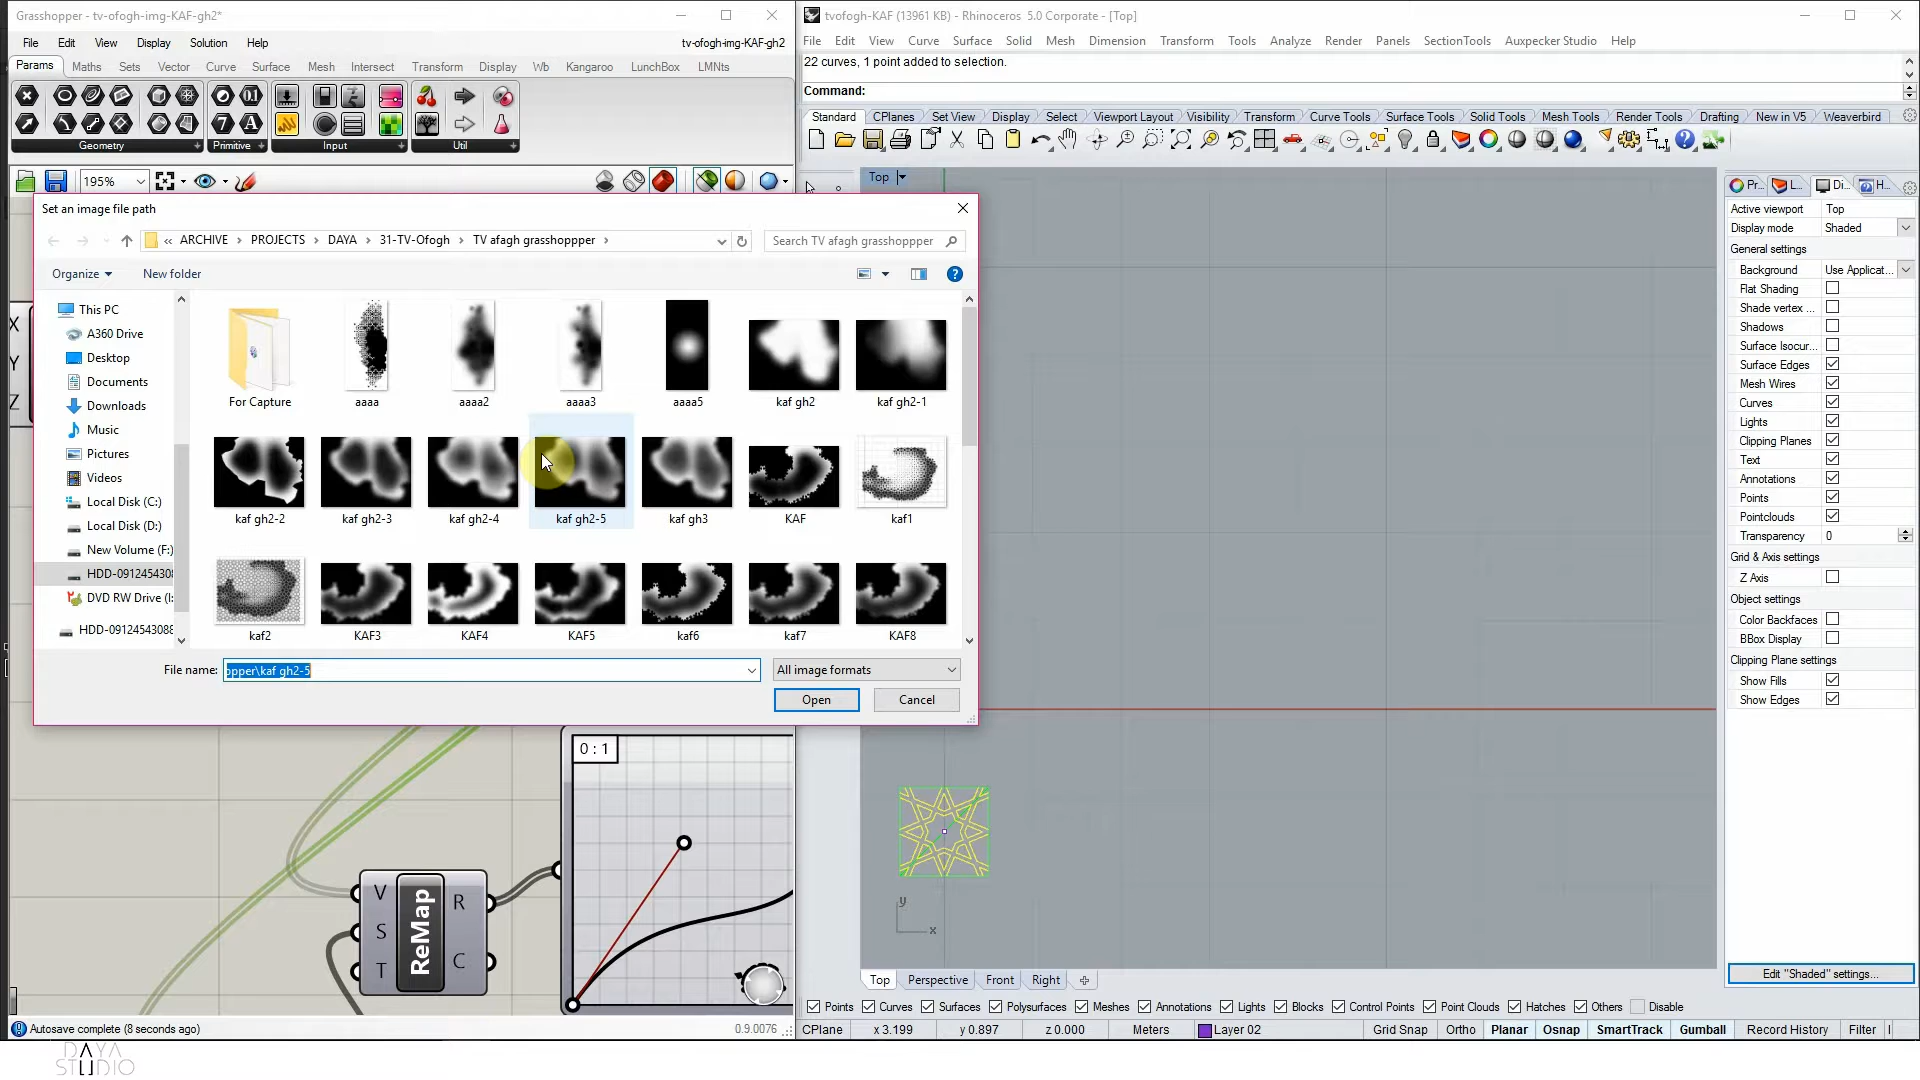 Grasshopper - tv-ofogh-img-KAF-gh2*
File Edit View Display Solution Help
tv-ofogh-img-KAF-gh2
Params Maths Sets Vector Curve Surface Mesh Intersect Transform Display Wb Kangaroo LunchBox LMNts
Geometry Primitive Input Util
195%
Set an image file path
« ARCHIVE › PROJECTS › DAYA › 31-TV-Ofogh › TV afagh grasshoppper ›
Search TV afagh grasshoppper
Organize New folder
This PC
A360 Drive
Desktop
Documents
Downloads
Music
Pictures
Videos
Local Disk (C:)
Local Disk (D:)
New Volume (F:)
HDD-0912454308
DVD RW Drive (I:
HDD-09124543088
For Capture aaaa aaaa2 aaaa3 aaaa5 kaf gh2 kaf gh2-1
kaf gh2-2 kaf gh2-3 kaf gh2-4 kaf gh2-5 kaf gh3 KAF kaf1
kaf2 KAF3 KAF4 KAF5 kaf6 kaf7 KAF8
File name: opper\kaf gh2-5
All image formats
Open Cancel
X
Y
Z
0 : 1
V
S
T
ReMap
R
C
Autosave complete (8 seconds ago)
0.9.0076
DAYA
STUDIO
tvofogh-KAF (13961 KB) - Rhinoceros 5.0 Corporate - [Top]
File Edit View Curve Surface Solid Mesh Dimension Transform Tools Analyze Render Panels SectionTools Auxpecker Studio Help
22 curves, 1 point added to selection.
Command:
Standard CPlanes Set View Display Select Viewport Layout Visibility Transform Curve Tools Surface Tools Solid Tools Mesh Tools Render Tools Drafting New in V5 Weaverbird
Top
y
x
Pr... L... Di... H...
Active viewport Top
Display mode Shaded
General settings
Background Use Applicat...
Flat Shading
Shade vertex ...
Shadows
Surface Isocur...
Surface Edges
Mesh Wires
Curves
Lights
Clipping Planes
Text
Annotations
Points
Pointclouds
Transparency 0
Grid & Axis settings
Z Axis
Object settings
Color Backfaces
BBox Display
Clipping Plane settings
Show Fills
Show Edges
Edit "Shaded" settings...
Top Perspective Front Right
Points Curves Surfaces Polysurfaces Meshes Annotations Lights Blocks Control Points Point Clouds Hatches Others Disable
CPlane x 3.199 y 0.897 z 0.000 Meters Layer 02 Grid Snap Ortho Planar Osnap SmartTrack Gumball Record History Filter